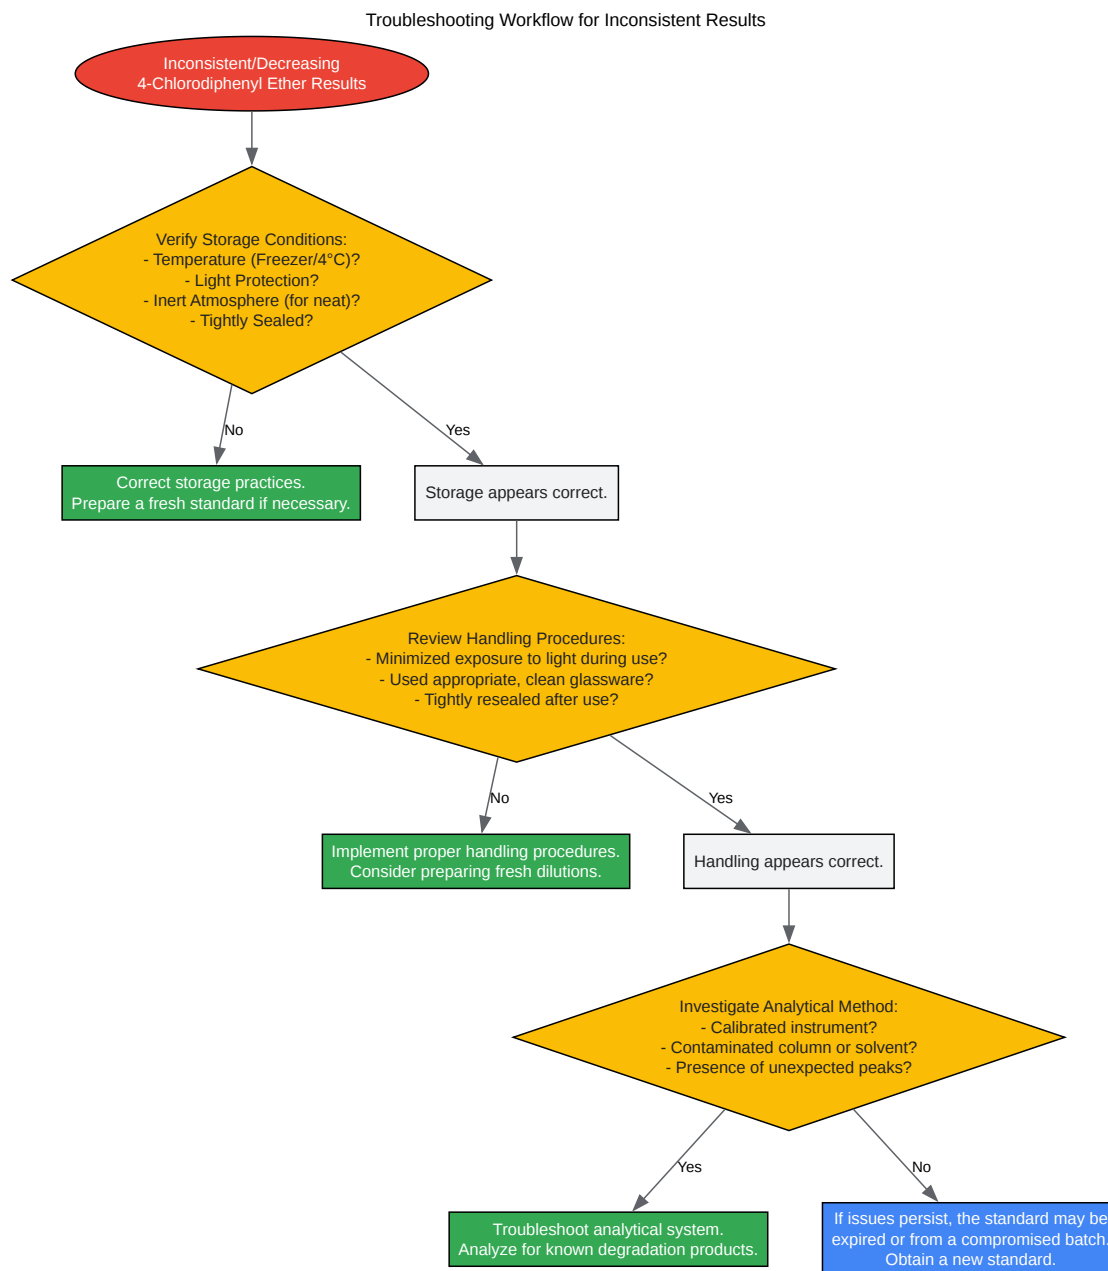 Troubleshooting Workflow for Inconsistent Results
Inconsistent/Decreasing
4-Chlorodiphenyl Ether Results
Verify Storage Conditions:
- Temperature (Freezer/4°C)?
- Light Protection?
- Inert Atmosphere (for neat)?
- Tightly Sealed?
No
Yes
Correct storage practices.
Prepare a fresh standard if necessary.
Storage appears correct.
Review Handling Procedures:
- Minimized exposure to light during use?
- Used appropriate, clean glassware?
- Tightly resealed after use?
No
Yes
Implement proper handling procedures.
Consider preparing fresh dilutions.
Handling appears correct.
Investigate Analytical Method:
- Calibrated instrument?
- Contaminated column or solvent?
- Presence of unexpected peaks?
Yes
No
Troubleshoot analytical system.
Analyze for known degradation products.
If issues persist, the standard may be
expired or from a compromised batch.
Obtain a new standard.